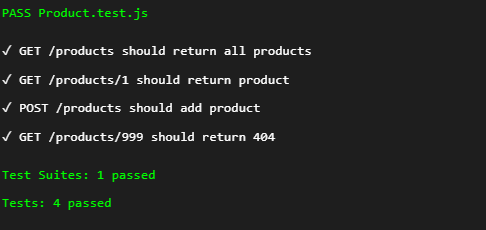 PASS Product.test.js
✓ GET /products should return all products
✓ GET /products/1 should return product
✓ POST /products should add product
✓ GET /products/999 should return 404
Test Suites: 1 passed
Tests: 4 passed